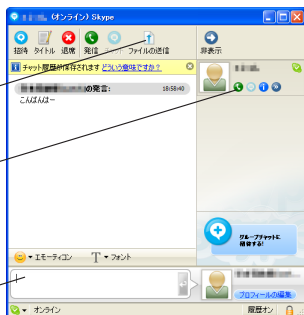 (オンライン) Skype
招待 タイトル 退席 発信 ファイルの送信 非表示
チャット履歴が保存されます どういう意味ですか?
の発言: 18:58:40
こんばんはー
グループチャットに
招待する!
エモーティコン フォント
プロフィールの編集
オンライン 履歴オン